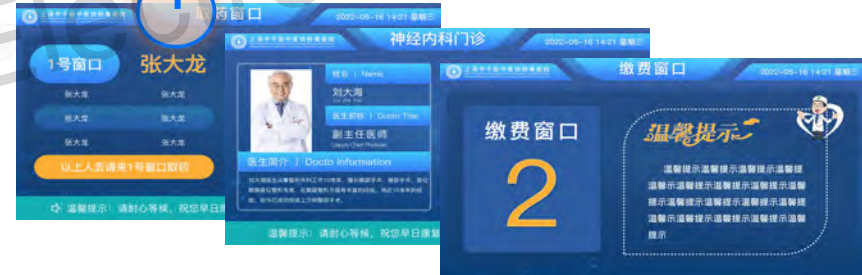 取药窗口
2022-05-16 14:21 星期三
1号窗口
张大龙
张大龙 张大龙
张大龙 张大龙
张大龙 张大龙
以上人员请来1号窗口取药
温馨提示：请耐心等候，祝您早日康复
神经内科门诊
2022-05-16 14:21 星期三
姓名 | Name
刘大海
医生职称 | Docto Titel
副主任医师
Deputy Chief Physician
医生简介 | Docto Information
温馨提示：请耐心等候，祝您早日康复
缴费窗口
2022-05-16 14:21 星期三
缴费窗口
2
温馨提示
温馨提示温馨提示温馨提示温馨提
温馨提示温馨提示温馨提示温馨提示温馨
提示温馨提示温馨提示温馨提示温馨提示
温馨提示温馨提示温馨提示温馨提示温馨
提示